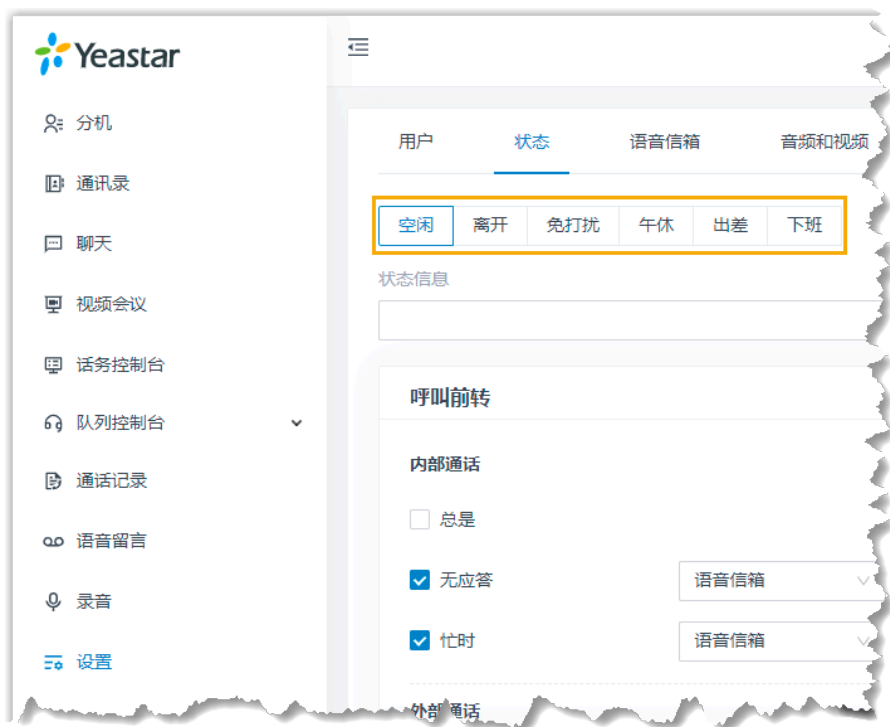 Yeastar
分机
通讯录
聊天
视频会议
话务控制台
队列控制台
通话记录
语音留言
录音
设置
用户 状态 语音信箱 音频和视频
空闲 离开 免打扰 午休 出差 下班
状态信息
呼叫前转
内部通话
总是
无应答 语音信箱
忙时 语音信箱
外部通话